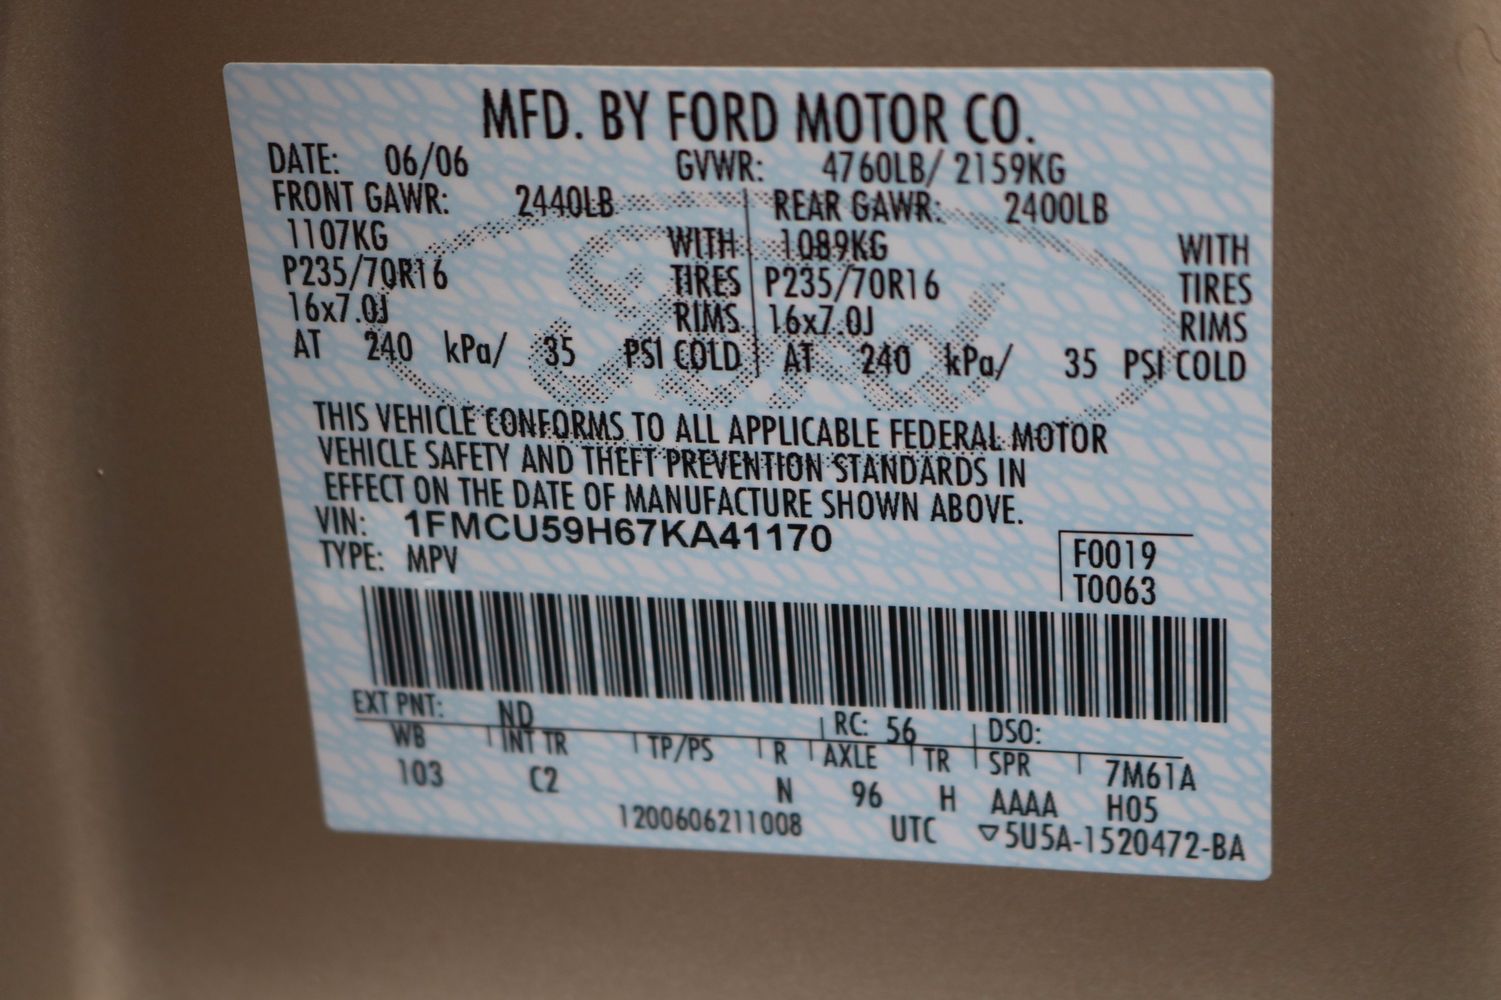 MFD. BY FORD MOTOR CO.
DATE: 06/06 GVWR: 4760LB/ 2159KG
FRONT GAWR: 2440LB REAR GAWR: 2400LB
1107KG WITH 1089KG WITH
P235/70R16 TIRES P235/70R16 TIRES
16x7.0J RIMS 16x7.0J RIMS
AT 240 kPa/ 35 PSI COLD AT 240 kPa/ 35 PSI COLD
Ford
THIS VEHICLE CONFORMS TO ALL APPLICABLE FEDERAL MOTOR
VEHICLE SAFETY AND THEFT PREVENTION STANDARDS IN
EFFECT ON THE DATE OF MANUFACTURE SHOWN ABOVE.
VIN: 1FMCU59H67KA41170
TYPE: MPV
F0019
T0063
EXT PNT: ND RC: 56 DSO:
WB INT TR TP/PS R AXLE TR SPR 7M61A
103 C2 N 96 H AAAA H05
1200606211008 UTC ▽5U5A-1520472-BA